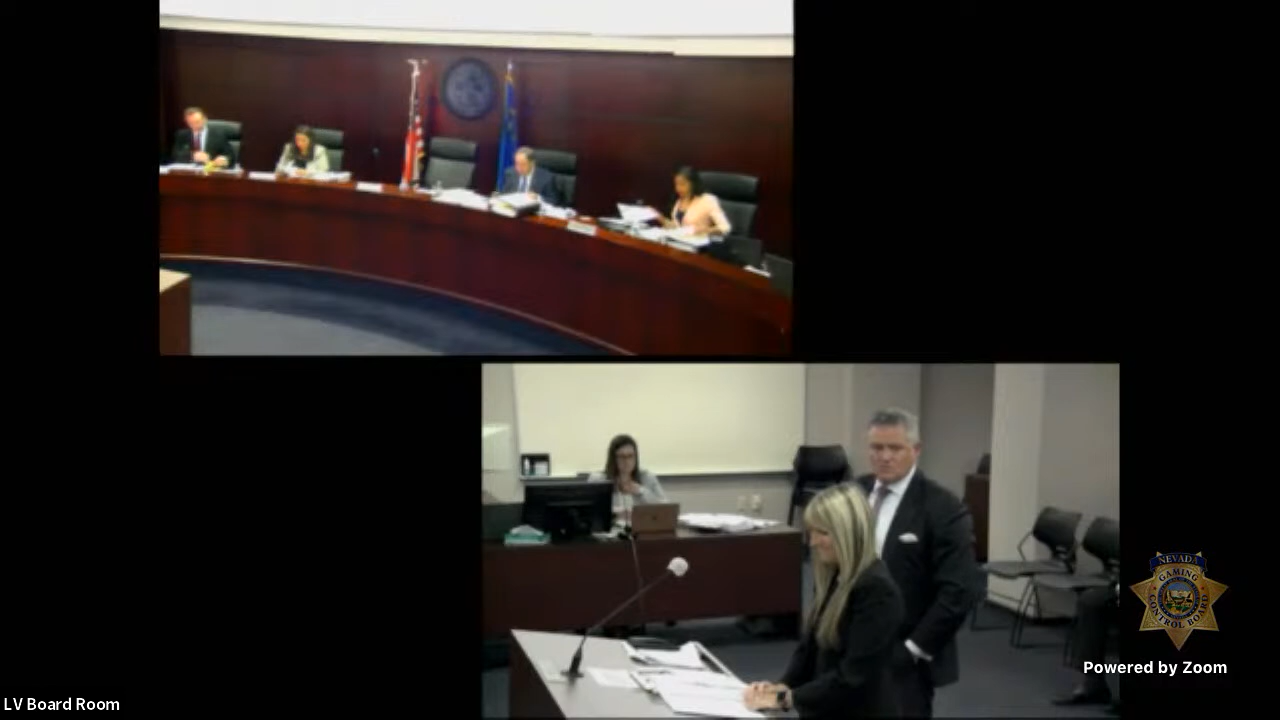 NEVADA
GAMING
CONTROL BOARD
Powered by Zoom
LV Board Room